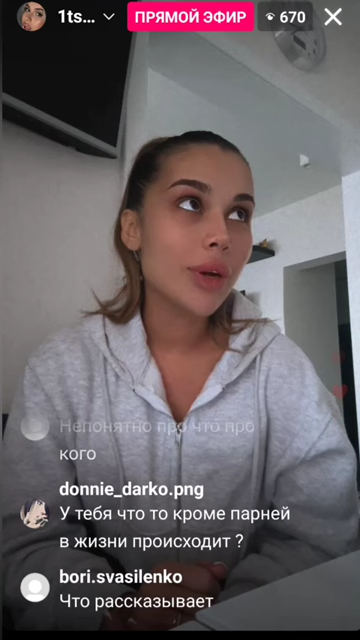 1ts... ПРЯМОЙ ЭФИР 670
Непонятно про что про
кого
donnie_darko.png
У тебя что то кроме парней
в жизни происходит ?
bori.svasilenko
Что рассказывает